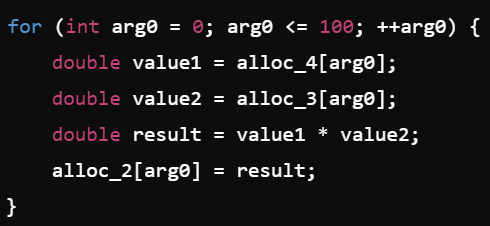 for (int arg0 = 0; arg0 <= 100; ++arg0) {
    double value1 = alloc_4[arg0];
    double value2 = alloc_3[arg0];
    double result = value1 * value2;
    alloc_2[arg0] = result;
}